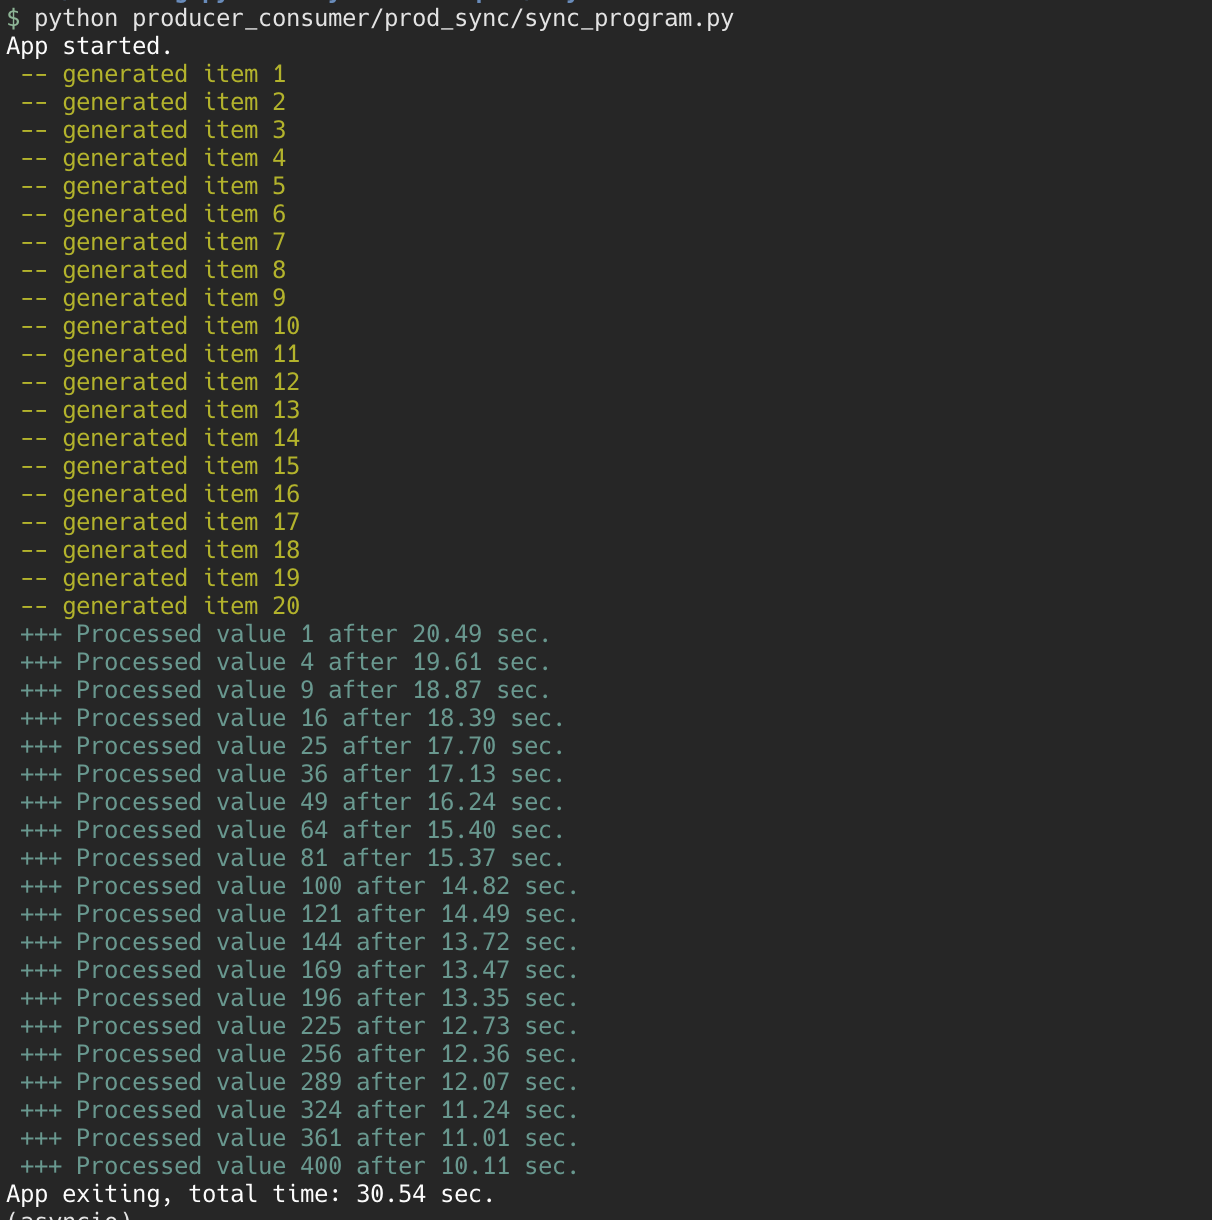 $ python producer_consumer/prod_sync/sync_program.py
App started.
 -- generated item 1
 -- generated item 2
 -- generated item 3
 -- generated item 4
 -- generated item 5
 -- generated item 6
 -- generated item 7
 -- generated item 8
 -- generated item 9
 -- generated item 10
 -- generated item 11
 -- generated item 12
 -- generated item 13
 -- generated item 14
 -- generated item 15
 -- generated item 16
 -- generated item 17
 -- generated item 18
 -- generated item 19
 -- generated item 20
 +++ Processed value 1 after 20.49 sec.
 +++ Processed value 4 after 19.61 sec.
 +++ Processed value 9 after 18.87 sec.
 +++ Processed value 16 after 18.39 sec.
 +++ Processed value 25 after 17.70 sec.
 +++ Processed value 36 after 17.13 sec.
 +++ Processed value 49 after 16.24 sec.
 +++ Processed value 64 after 15.40 sec.
 +++ Processed value 81 after 15.37 sec.
 +++ Processed value 100 after 14.82 sec.
 +++ Processed value 121 after 14.49 sec.
 +++ Processed value 144 after 13.72 sec.
 +++ Processed value 169 after 13.47 sec.
 +++ Processed value 196 after 13.35 sec.
 +++ Processed value 225 after 12.73 sec.
 +++ Processed value 256 after 12.36 sec.
 +++ Processed value 289 after 12.07 sec.
 +++ Processed value 324 after 11.24 sec.
 +++ Processed value 361 after 11.01 sec.
 +++ Processed value 400 after 10.11 sec.
App exiting, total time: 30.54 sec.
(asyncio)